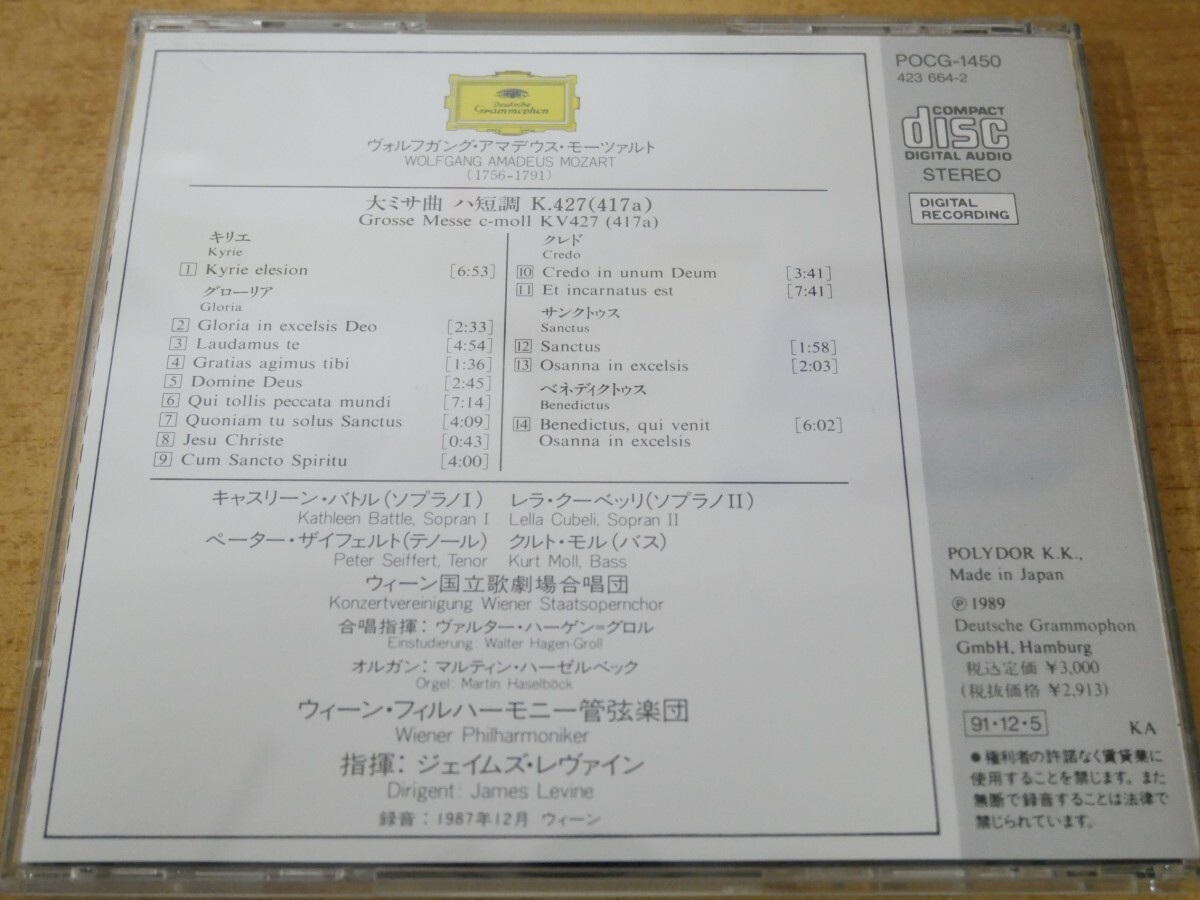 Deutsche
Grammophon
ヴォルフガング・アマデウス・モーツァルト
WOLFGANG AMADEUS MOZART
(1756-1791)
大ミサ曲 ハ短調 K.427(417a)
Grosse Messe c-moll KV427 (417a)
キリエ
Kyrie
1 Kyrie elesion [6:53]
グローリア
Gloria
2 Gloria in excelsis Deo [2:33]
3 Laudamus te [4:54]
4 Gratias agimus tibi [1:36]
5 Domine Deus [2:45]
6 Qui tollis peccata mundi [7:14]
7 Quoniam tu solus Sanctus [4:09]
8 Jesu Christe [0:43]
9 Cum Sancto Spiritu [4:00]
クレド
Credo
10 Credo in unum Deum [3:41]
11 Et incarnatus est [7:41]
サンクトゥス
Sanctus
12 Sanctus [1:58]
13 Osanna in excelsis [2:03]
ベネディクトゥス
Benedictus
14 Benedictus, qui venit [6:02]
Osanna in excelsis
キャスリーン・バトル(ソプラノI) レラ・クーベッリ(ソプラノII)
Kathleen Battle, Sopran I Lella Cubeli, Sopran II
ペーター・ザイフェルト(テノール) クルト・モル(バス)
Peter Seiffert, Tenor Kurt Moll, Bass
ウィーン国立歌劇場合唱団
Konzertvereinigung Wiener Staatsopernchor
合唱指揮：ヴァルター・ハーゲン=グロル
Einstudierung: Walter Hagen-Groll
オルガン：マルティン・ハーゼルベック
Orgel: Martin Haselböck
ウィーン・フィルハーモニー管弦楽団
Wiener Philharmoniker
指揮：ジェイムズ・レヴァイン
Dirigent: James Levine
録音：1987年12月 ウィーン
POCG-1450
423 664-2
COMPACT
disc
DIGITAL AUDIO
STEREO
DIGITAL
RECORDING
POLYDOR K.K.,
Made in Japan
Ⓟ 1989
Deutsche Grammophon
GmbH, Hamburg
税込定価 ¥3,000
(税抜価格 ¥2,913)
91・12・5 KA
●権利者の許諾なく賃貸業に
使用することを禁じます。また
無断で録音することは法律で
禁じられています。